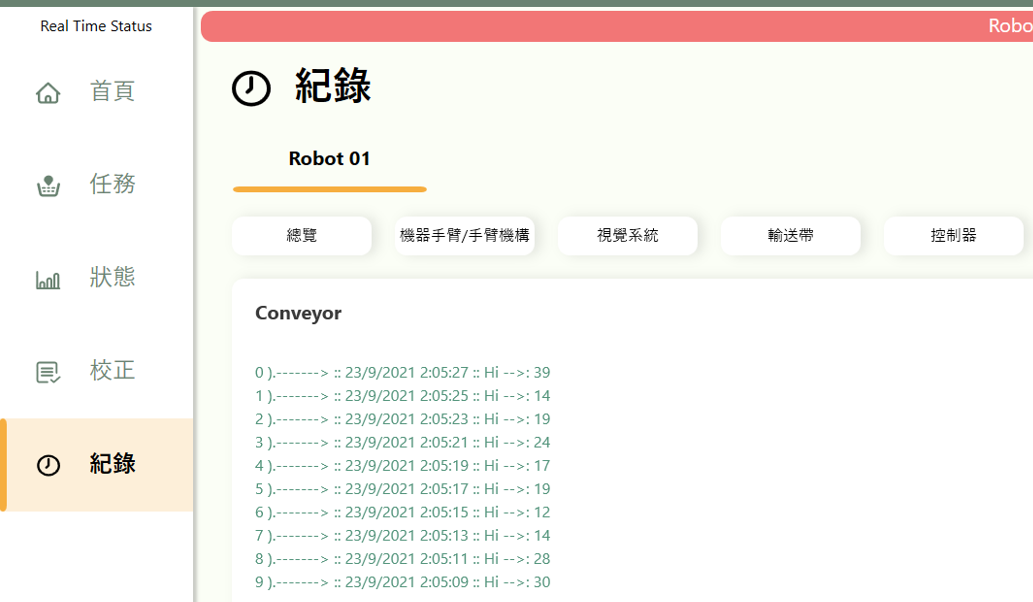 Real Time Status
首頁
任務
狀態
校正
紀錄
紀錄
Robot 01
總覽
機器手臂/手臂機構
視覺系統
輸送帶
控制器
Conveyor
0 ).-------> :: 23/9/2021 2:05:27 :: Hi -->: 39
1 ).-------> :: 23/9/2021 2:05:25 :: Hi -->: 14
2 ).-------> :: 23/9/2021 2:05:23 :: Hi -->: 19
3 ).-------> :: 23/9/2021 2:05:21 :: Hi -->: 24
4 ).-------> :: 23/9/2021 2:05:19 :: Hi -->: 17
5 ).-------> :: 23/9/2021 2:05:17 :: Hi -->: 19
6 ).-------> :: 23/9/2021 2:05:15 :: Hi -->: 12
7 ).-------> :: 23/9/2021 2:05:13 :: Hi -->: 14
8 ).-------> :: 23/9/2021 2:05:11 :: Hi -->: 28
9 ).-------> :: 23/9/2021 2:05:09 :: Hi -->: 30